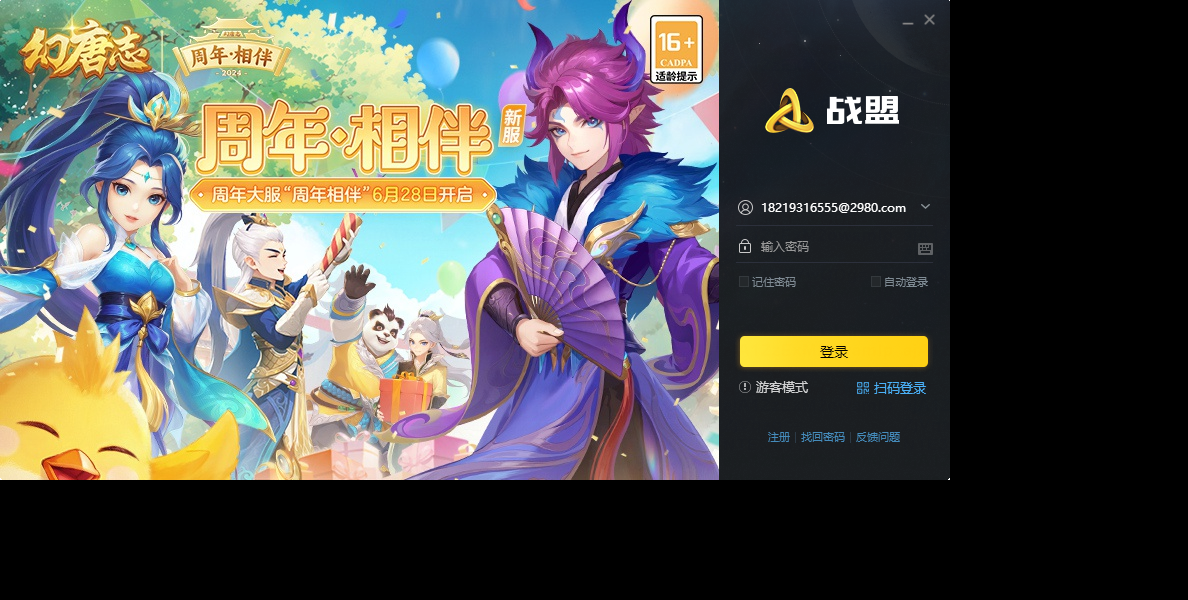 幻唐志
幻唐志
周年·相伴
-2024-
16+
CADPA
适龄提示
周年·相伴
新服
周年大服“周年相伴”6月28日开启
战盟
18219316555@2980.com
输入密码
记住密码 自动登录
登录
游客模式 扫码登录
注册 | 找回密码 | 反馈问题